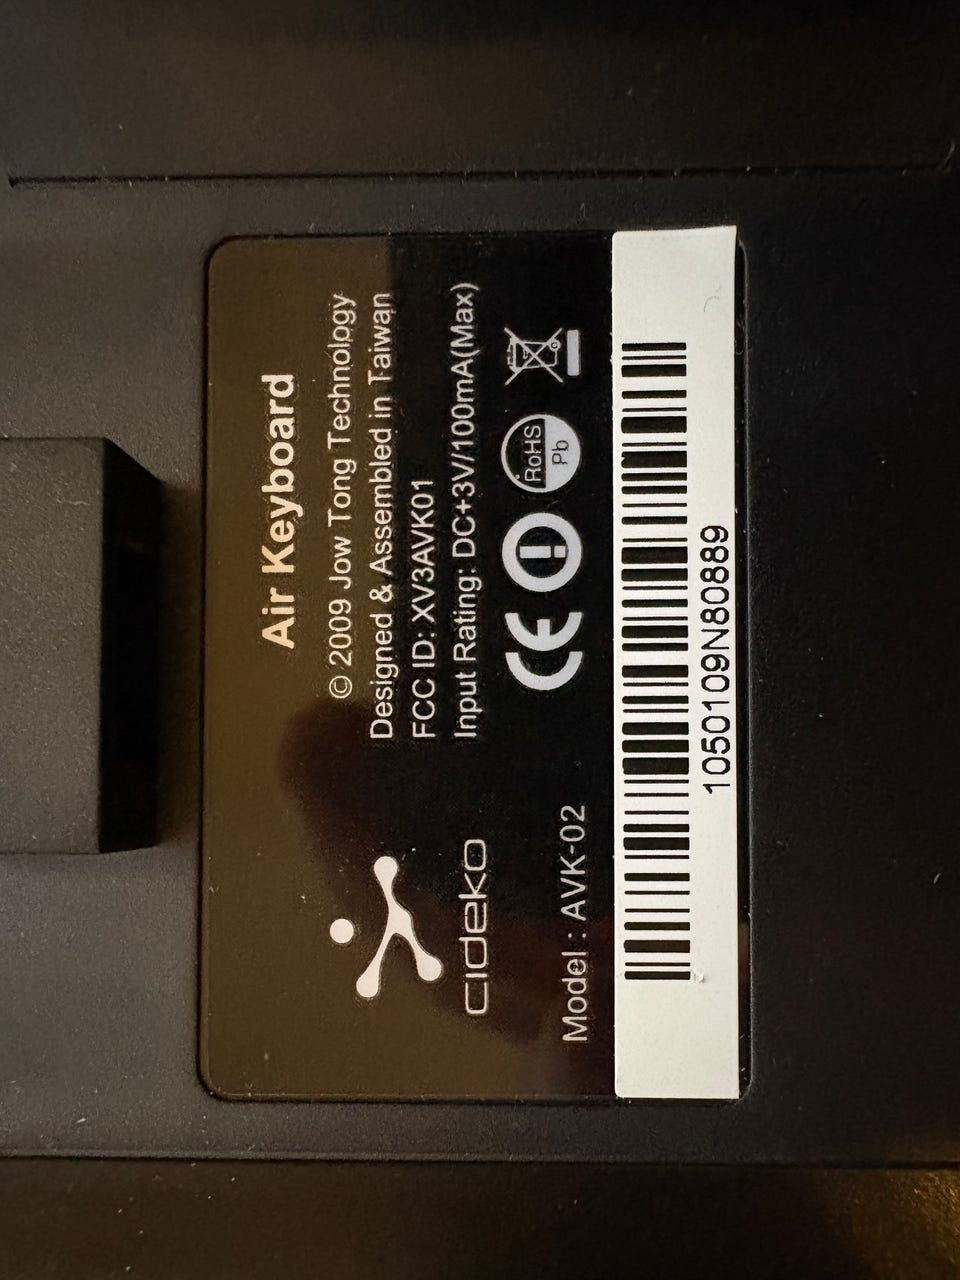 Air Keyboard
© 2009 Jow Tong Technology
Designed & Assembled in Taiwan
FCC ID: XV3AVK01
Input Rating: DC+3V/100mA(Max)
cideko
CE
RoHS
Pb
Model : AVK-02
1050109N80889